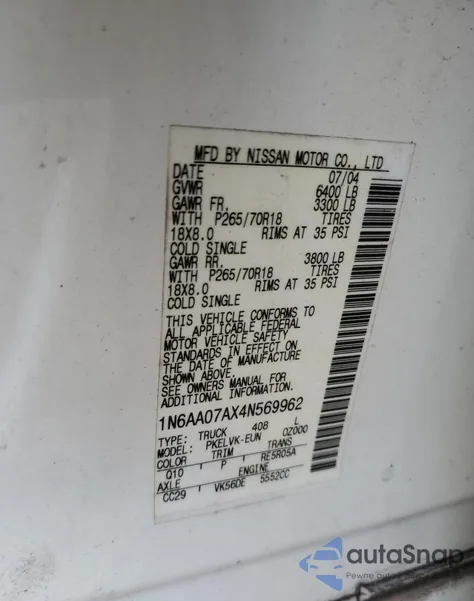 MFD BY NISSAN MOTOR CO., LTD
DATE 07/04
GVWR 6400 LB
GAWR FR. 3300 LB
WITH P265/70R18 TIRES
18X8.0 RIMS AT 35 PSI
COLD SINGLE
GAWR RR. 3800 LB
WITH P265/70R18 TIRES
18X8.0 RIMS AT 35 PSI
COLD SINGLE
THIS VEHICLE CONFORMS TO
ALL APPLICABLE FEDERAL
MOTOR VEHICLE SAFETY
STANDARDS IN EFFECT ON
THE DATE OF MANUFACTURE
SHOWN ABOVE.
SEE OWNERS MANUAL FOR
ADDITIONAL INFORMATION.
1N6AA07AX4N569962
TYPE: TRUCK 408 L
MODEL: PKELVK-EUN 0Z000
COLOR TRIM TRANS
Q10 P RE5R05A
AXLE ENGINE
CC29 VK56DE 5552CC
autaSnap
Pewne auto